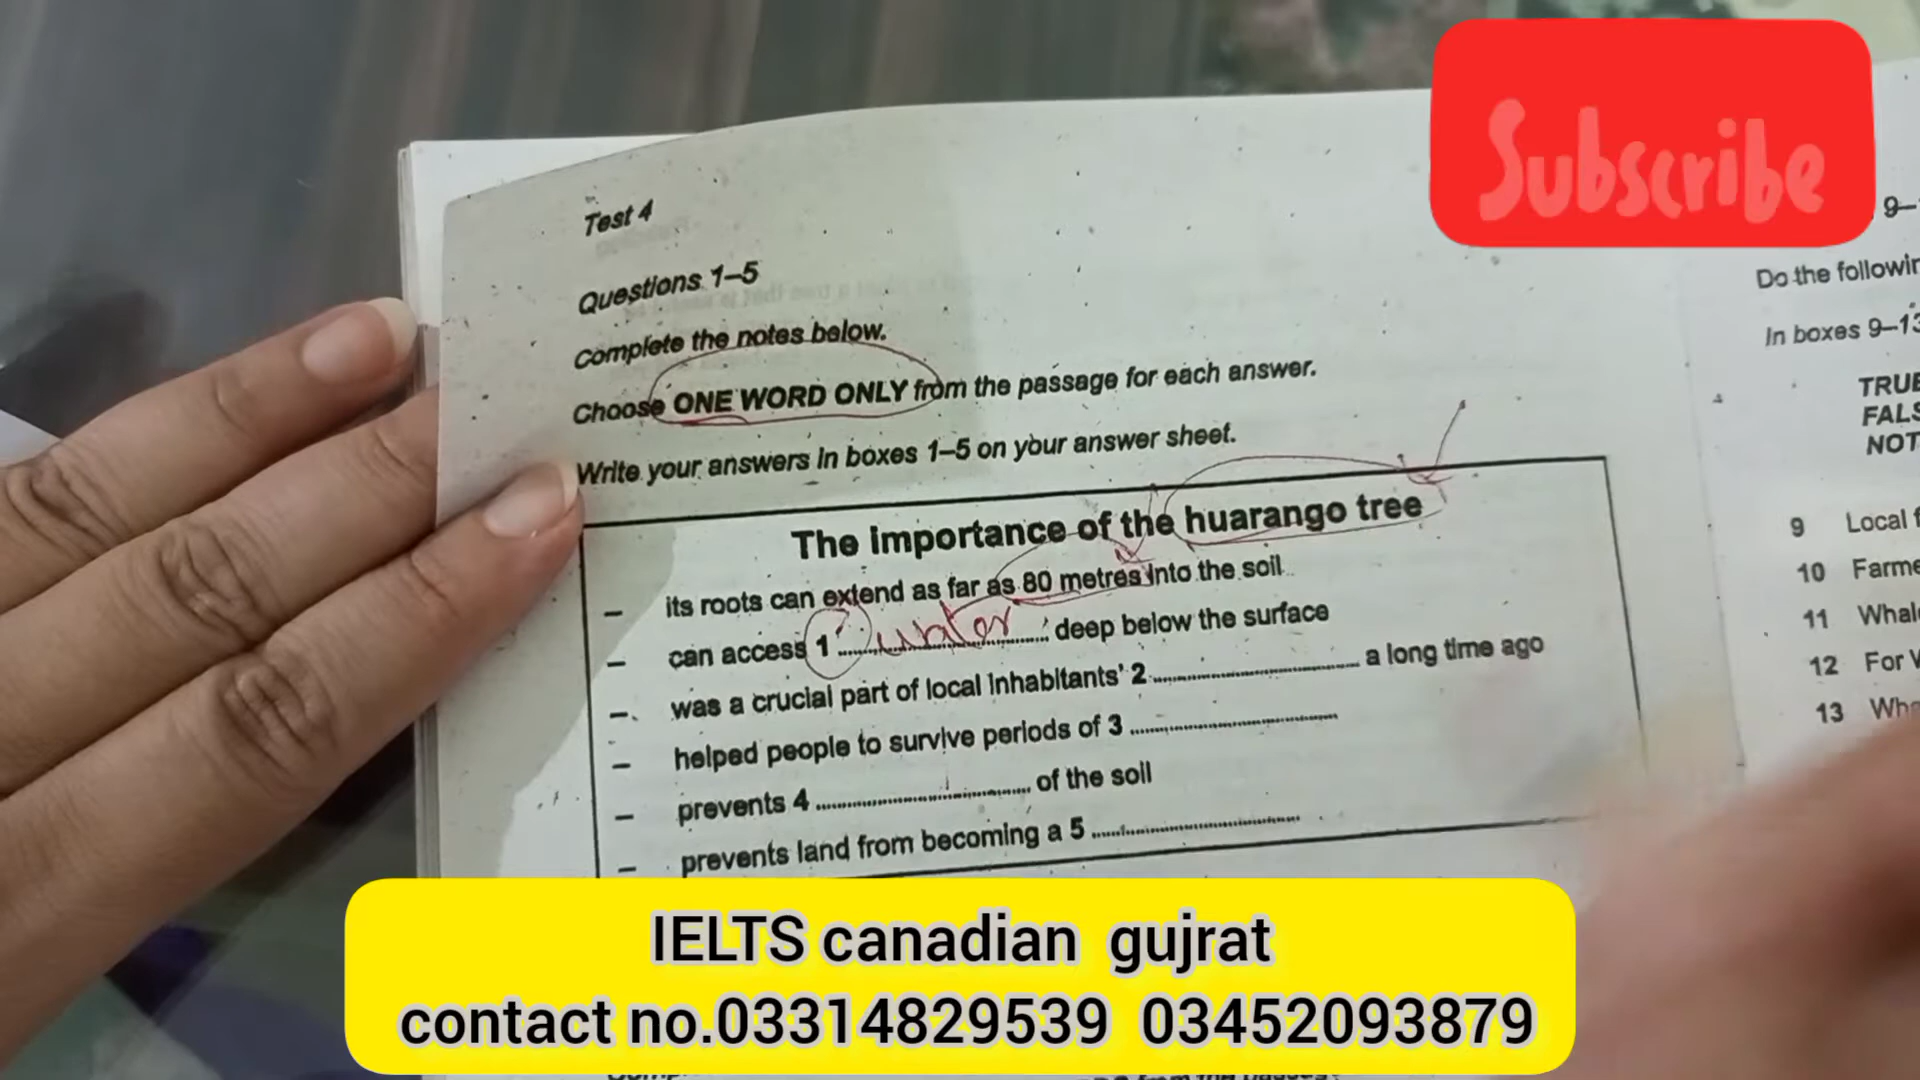 Subscribe
Test 4
Questions 1–5
Complete the notes below.
Choose ONE WORD ONLY from the passage for each answer.
Write your answers in boxes 1–5 on your answer sheet.
The importance of the huarango tree
– its roots can extend as far as 80 metres into the soil
– can access 1 water deep below the surface
– was a crucial part of local inhabitants' 2 .................... a long time ago
– helped people to survive periods of 3 ....................
– prevents 4 .................... of the soil
– prevents land from becoming a 5 ....................
9–
Do the followin
In boxes 9–13
TRUE
FALS
NOT
9 Local f
10 Farme
11 Whal
12 For W
13 Wha
IELTS canadian gujrat
contact no.03314829539 03452093879